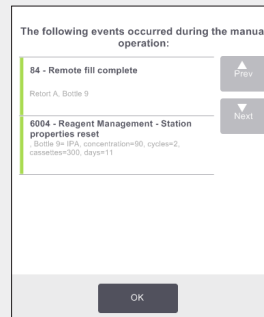 The following events occurred during the manua
operation:
84 - Remote fill complete
Retort A, Bottle 9
Prev
6004 - Reagent Management - Station
properties reset
, Bottle 9= IPA, concentration=90, cycles=2,
cassettes=300, days=11
Next
OK